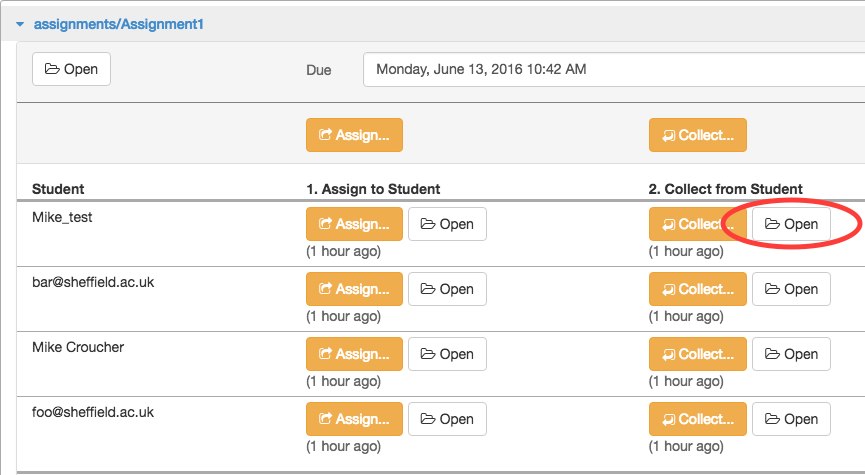 assignments/Assignment1
Open Due Monday, June 13, 2016 10:42 AM
Assign... Collect...
Student 1. Assign to Student 2. Collect from Student
Mike_test Assign... Open Collect... Open
(1 hour ago) (1 hour ago)
bar@sheffield.ac.uk Assign... Open Collect... Open
(1 hour ago) (1 hour ago)
Mike Croucher Assign... Open Collect... Open
(1 hour ago) (1 hour ago)
foo@sheffield.ac.uk Assign... Open Collect... Open
(1 hour ago) (1 hour ago)